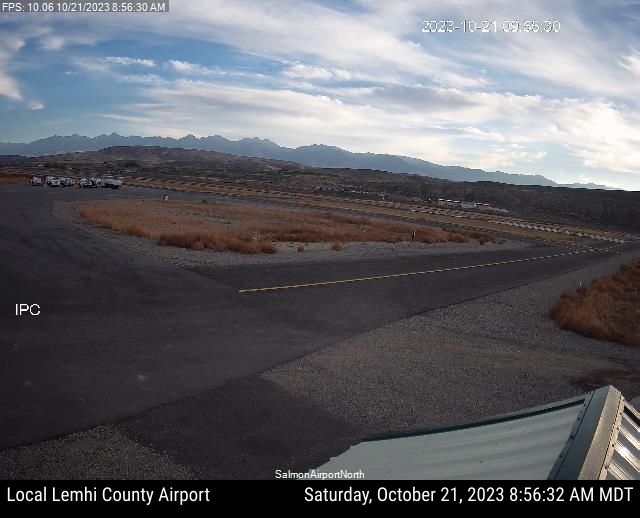 FPS: 10.06 10/21/2023 8:56:30 AM
2023-10-21 09:55:30
IPC
SalmonAirportNorth
Local Lemhi County Airport Saturday, October 21, 2023 8:56:32 AM MDT